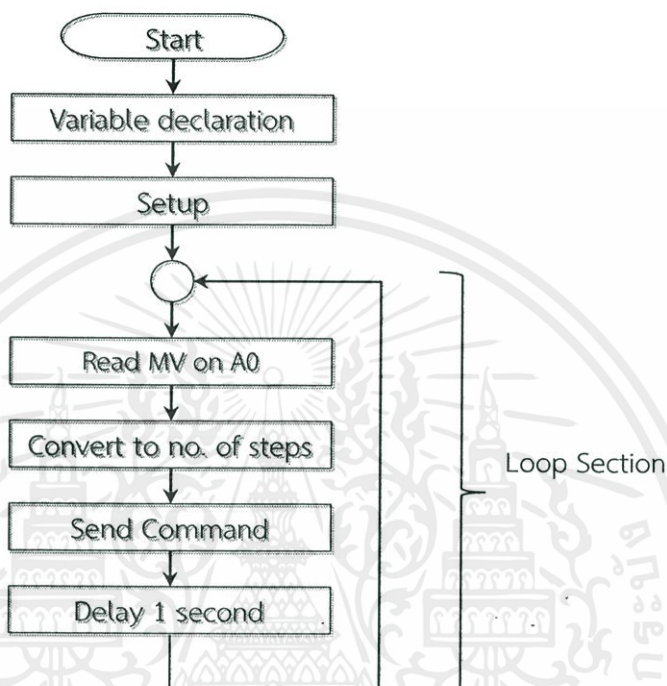 Start
Variable declaration
Setup
Read MV on A0
Convert to no. of steps
Loop Section
Send Command
Delay 1 second